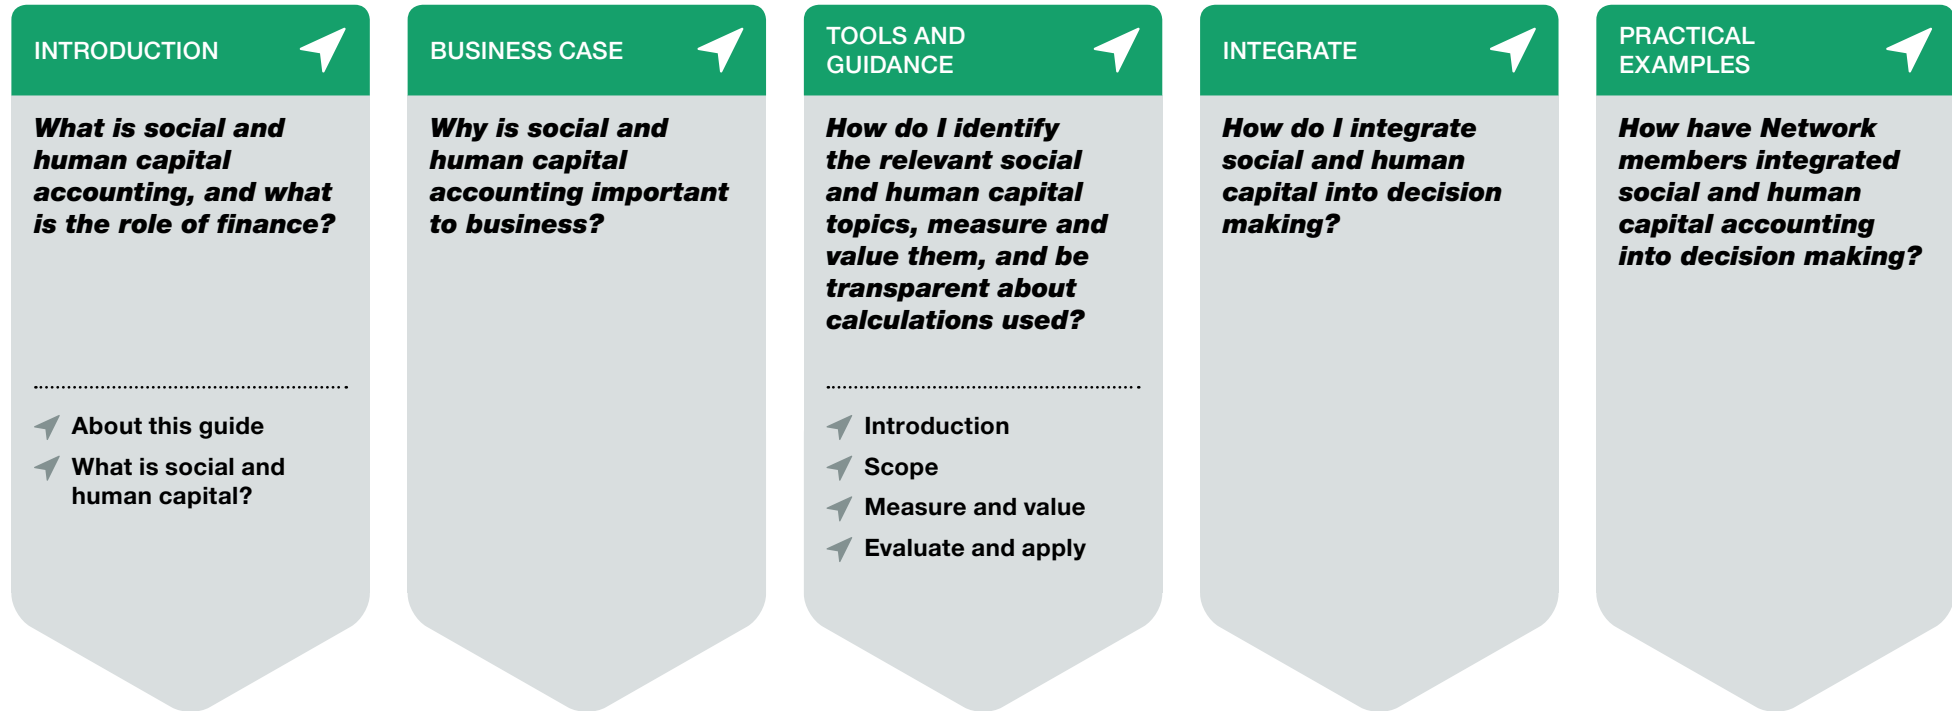 INTRODUCTION
What is social and
human capital
accounting, and what
is the role of finance?
About this guide
What is social and
human capital?
BUSINESS CASE
Why is social and
human capital
accounting important
to business?
TOOLS AND
GUIDANCE
How do I identify
the relevant social
and human capital
topics, measure and
value them, and be
transparent about
calculations used?
Introduction
Scope
Measure and value
Evaluate and apply
INTEGRATE
How do I integrate
social and human
capital into decision
making?
PRACTICAL
EXAMPLES
How have Network
members integrated
social and human
capital accounting
into decision making?